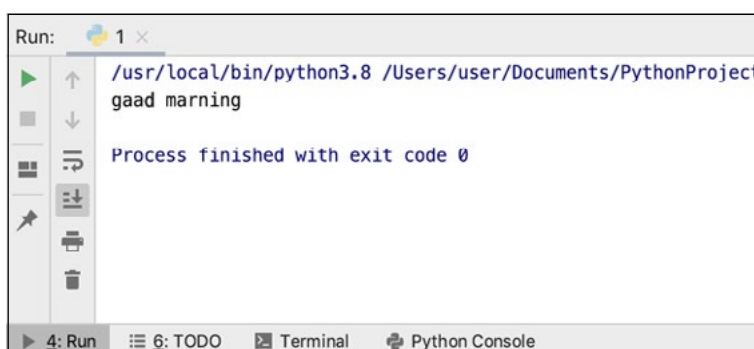 Run: 1
/usr/local/bin/python3.8 /Users/user/Documents/PythonProject
gaad marning
Process finished with exit code 0
4: Run 6: TODO Terminal Python Console